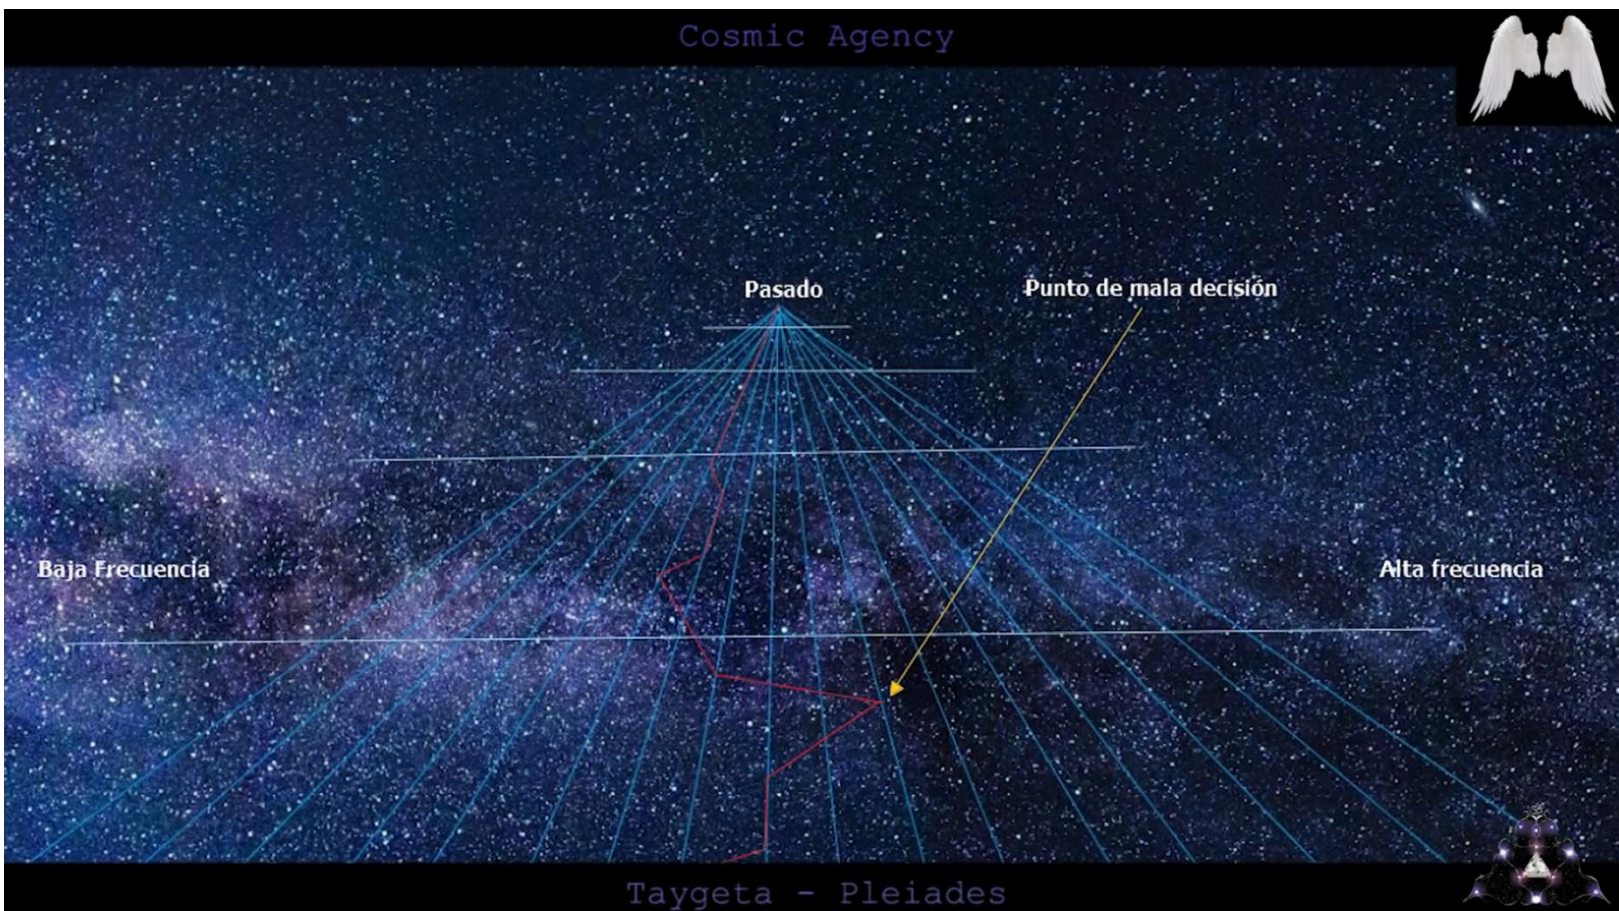 Cosmic Agency
Pasado
Punto de mala decisión
Baja Frecuencia
Alta frecuencia
Taygeta - Pleiades